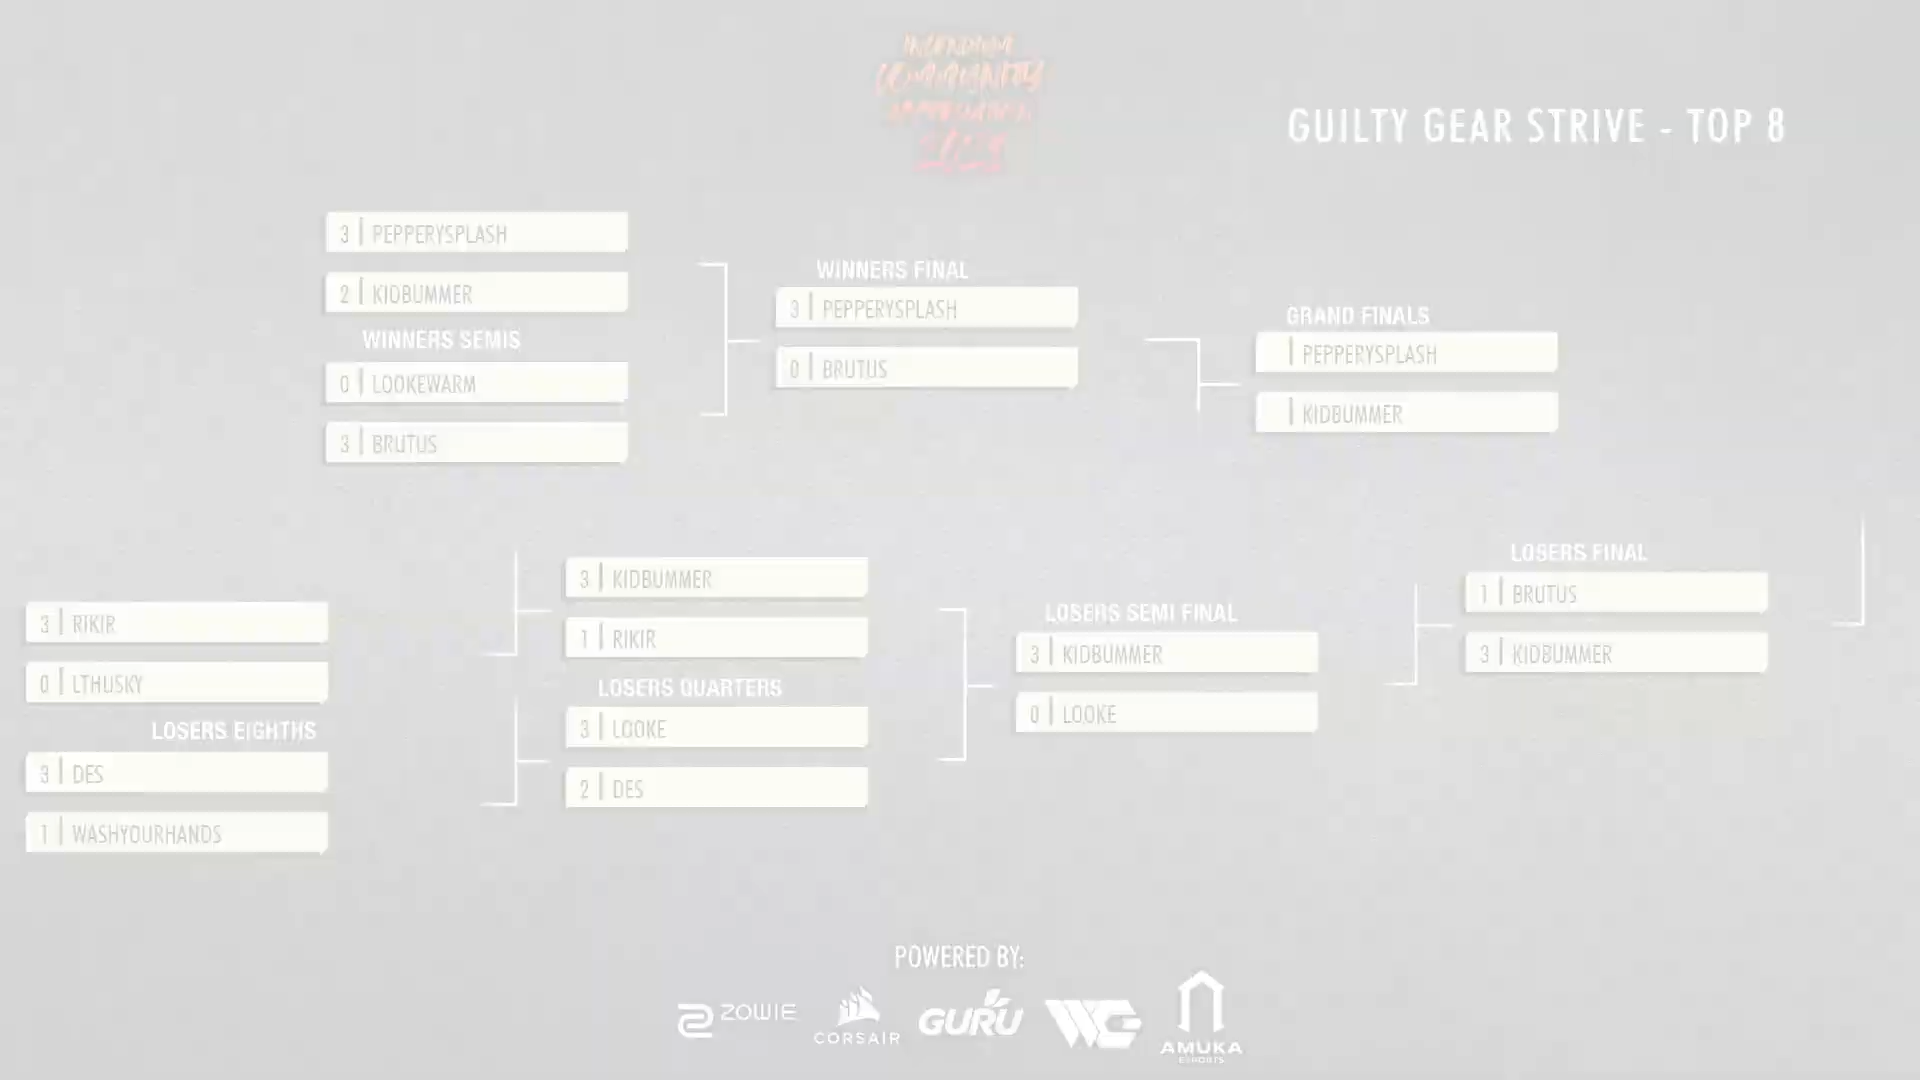 COMMUNITY
GUILTY GEAR STRIVE - TOP 8
3 PEPPERYSPLASH
2 KIDBUMMER
WINNERS SEMIS
0 LOOKEWARM
3 BRUTUS
WINNERS FINAL
3 PEPPERYSPLASH
0 BRUTUS
GRAND FINALS
PEPPERYSPLASH
KIDBUMMER
3 RIKIR
0 LTHUSKY
LOSERS EIGHTHS
3 DES
1 WASHYOURHANDS
3 KIDBUMMER
1 RIKIR
LOSERS QUARTERS
3 LOOKE
2 DES
LOSERS SEMI FINAL
3 KIDBUMMER
0 LOOKE
LOSERS FINAL
1 BRUTUS
3 KIDBUMMER
POWERED BY:
ZOWIE
CORSAIR
GURU
WG
AMUKA
ESPORTS